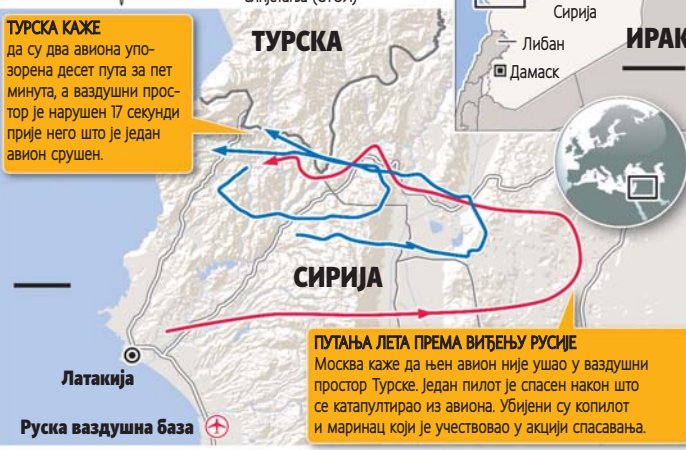 ТУРСКА КАЖЕ
да су два авиона упо-
зорена десет пута за пет
минута, а ваздушни прос-
тор је нарушен 17 секунди
прије него што је један
авион срушен.
ТУРСКА
Сирија
Либан
Дамаск
ИРАК
СИРИЈА
ПУТАЊА ЛЕТА ПРЕМА ВИЂЕЊУ РУСИЈЕ
Москва каже да њен авион није ушао у ваздушни
простор Турске. Један пилот је спасен након што
се катапултирао из авиона. Убијени су копилот
и маринац који је учествовао у акцији спасавања.
Латакија
Руска ваздушна база